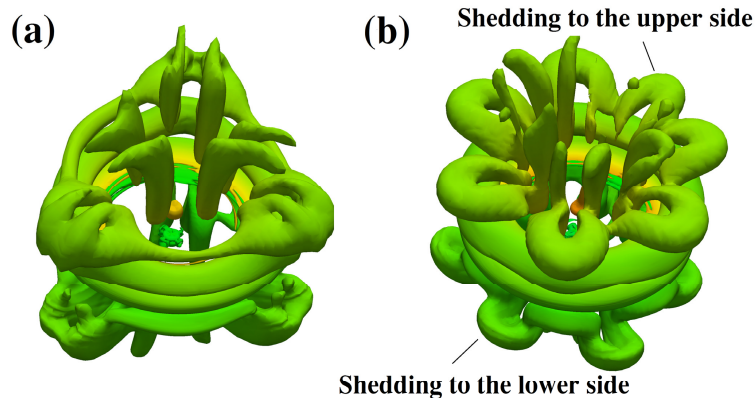 (a)
(b)
Shedding to the upper side
Shedding to the lower side